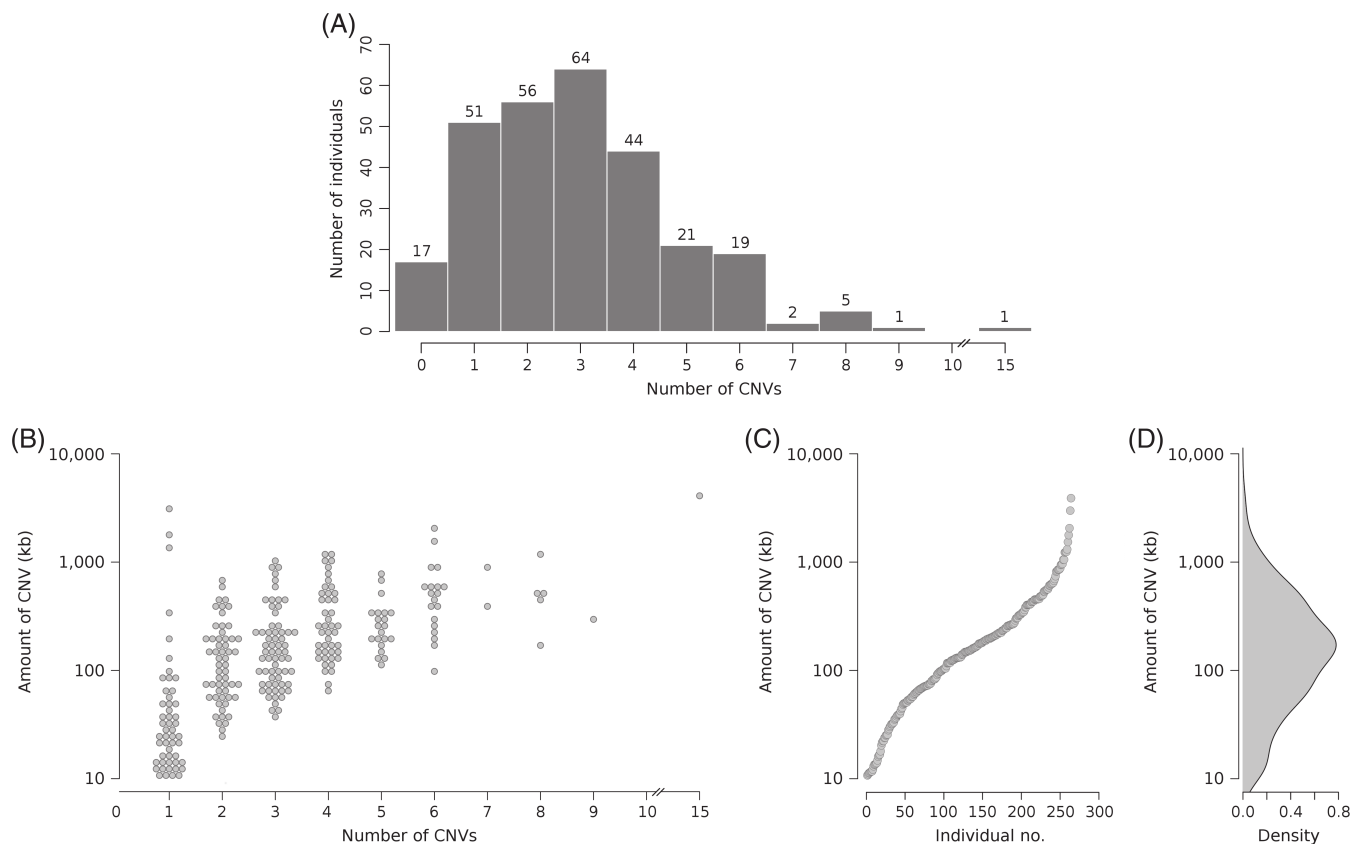 (A)
Number of individuals
70
60
50
40
30
20
10
0
17
51
56
64
44
21
19
2
5
1
1
0 1 2 3 4 5 6 7 8 9 10 15
Number of CNVs
(B)
Amount of CNV (kb)
10,000
1,000
100
10
0 1 2 3 4 5 6 7 8 9 10 15
Number of CNVs
(C)
Amount of CNV (kb)
10,000
1,000
100
10
0 50 100 150 200 250 300
Individual no.
(D)
Amount of CNV (kb)
10,000
1,000
100
10
0.0 0.4 0.8
Density